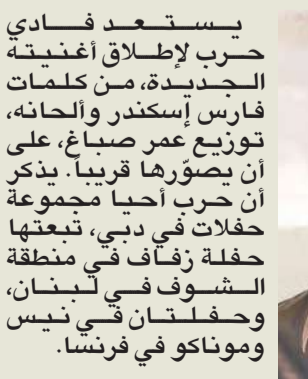 يستعد فادي
حرب لإطلاق أغنيته
الجديدة، من كلمات
فارس إسكندر وألحانه،
توزيع عمر صباغ، على
أن يصوّرها قريباً. يذكر
أن حرب أحيا مجموعة
حفلات في دبي، تبعتها
حفلة زفاف في منطقة
الشوف في لبنان،
وحفلتان في نيس
وموناكو في فرنسا.